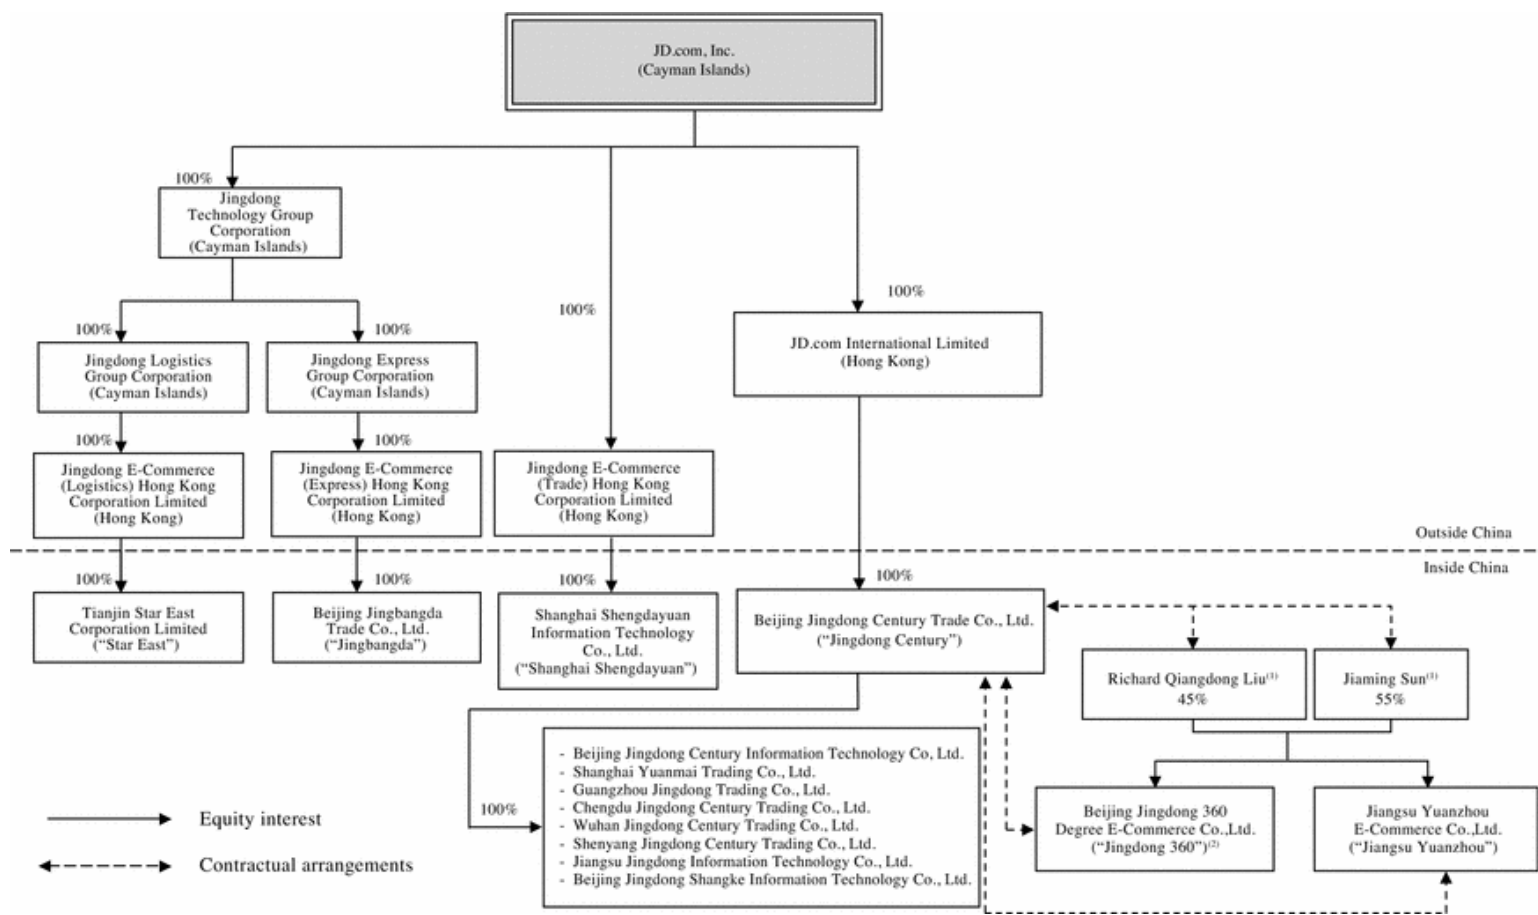 JD.com, Inc.
(Cayman Islands)
100%
Jingdong
Technology Group
Corporation
(Cayman Islands)
100%
Jingdong Logistics
Group Corporation
(Cayman Islands)
100%
Jingdong Express
Group Corporation
(Cayman Islands)
100%
100%
JD.com International Limited
(Hong Kong)
100%
Jingdong E-Commerce
(Logistics) Hong Kong
Corporation Limited
(Hong Kong)
100%
Jingdong E-Commerce
(Express) Hong Kong
Corporation Limited
(Hong Kong)
Jingdong E-Commerce
(Trade) Hong Kong
Corporation Limited
(Hong Kong)
Outside China
Inside China
100%
Tianjin Star East
Corporation Limited
(“Star East”)
100%
Beijing Jingbangda
Trade Co., Ltd.
(“Jingbangda”)
100%
Shanghai Shengdayuan
Information Technology
Co., Ltd.
(“Shanghai Shengdayuan”)
100%
Beijing Jingdong Century Trade Co., Ltd.
(“Jingdong Century”)
Richard Qiangdong Liu(1)
45%
Jiaming Sun(1)
55%
100%
- Beijing Jingdong Century Information Technology Co, Ltd.
- Shanghai Yuanmai Trading Co., Ltd.
- Guangzhou Jingdong Trading Co., Ltd.
- Chengdu Jingdong Century Trading Co., Ltd.
- Wuhan Jingdong Century Trading Co., Ltd.
- Shenyang Jingdong Century Trading Co., Ltd.
- Jiangsu Jingdong Information Technology Co., Ltd.
- Beijing Jingdong Shangke Information Technology Co., Ltd.
Beijing Jingdong 360
Degree E-Commerce Co.,Ltd.
(“Jingdong 360”)(2)
Jiangsu Yuanzhou
E-Commerce Co.,Ltd.
(“Jiangsu Yuanzhou”)
Equity interest
Contractual arrangements